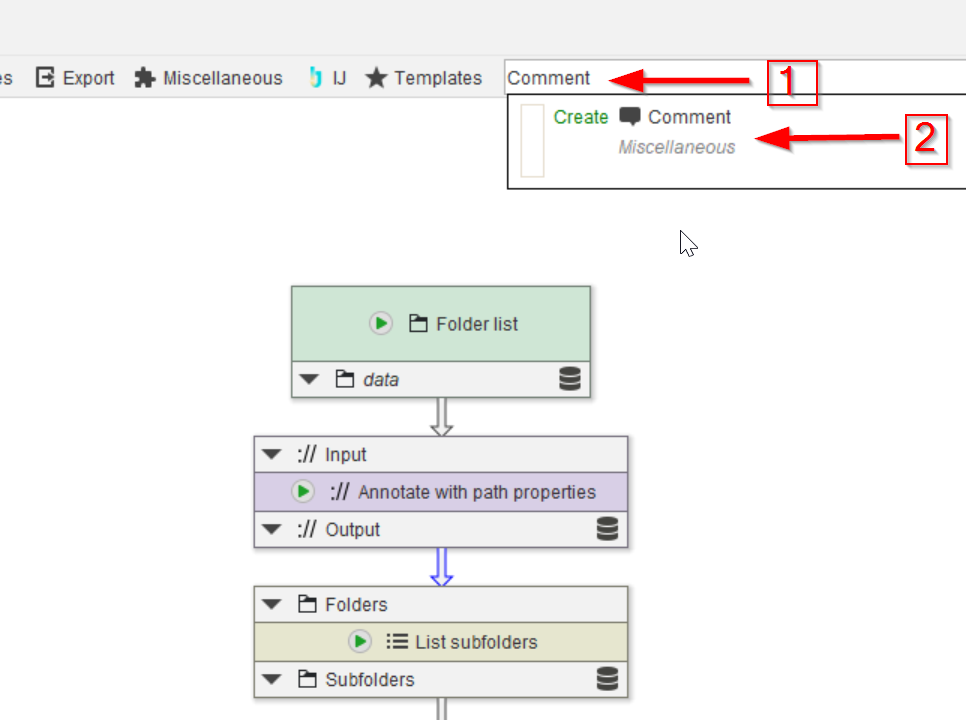 es Export Miscellaneous IJ Templates Comment 1
Create Comment
Miscellaneous
2
Folder list
data
:// Input
:// Annotate with path properties
:// Output
Folders
List subfolders
Subfolders